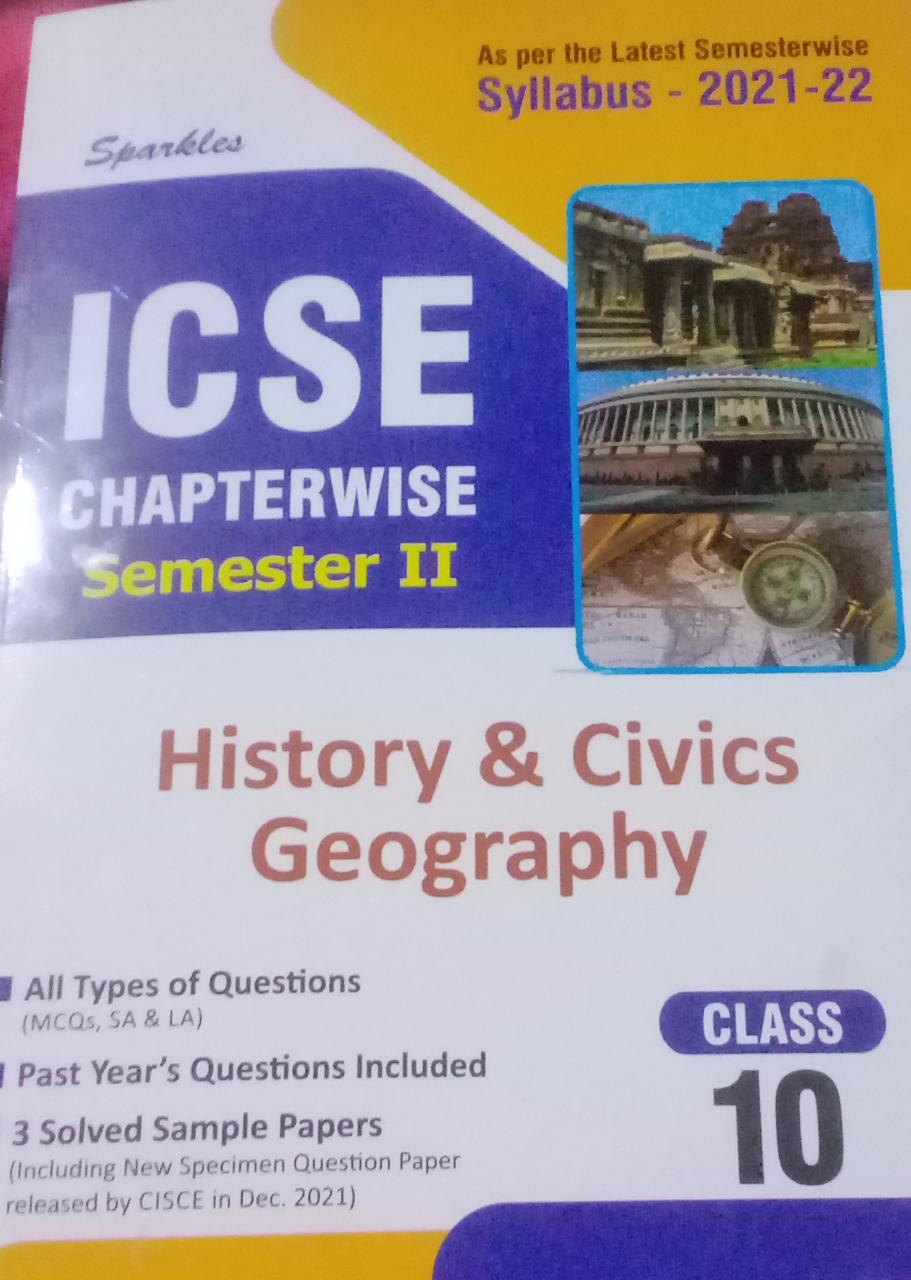 As per the Latest Semesterwise
Syllabus - 2021-22
Sparkles
ICSE
CHAPTERWISE
Semester II
History & Civics
Geography
All Types of Questions
(MCQs, SA & LA)
Past Year's Questions Included
3 Solved Sample Papers
(Including New Specimen Question Paper
released by CISCE in Dec. 2021)
CLASS
10